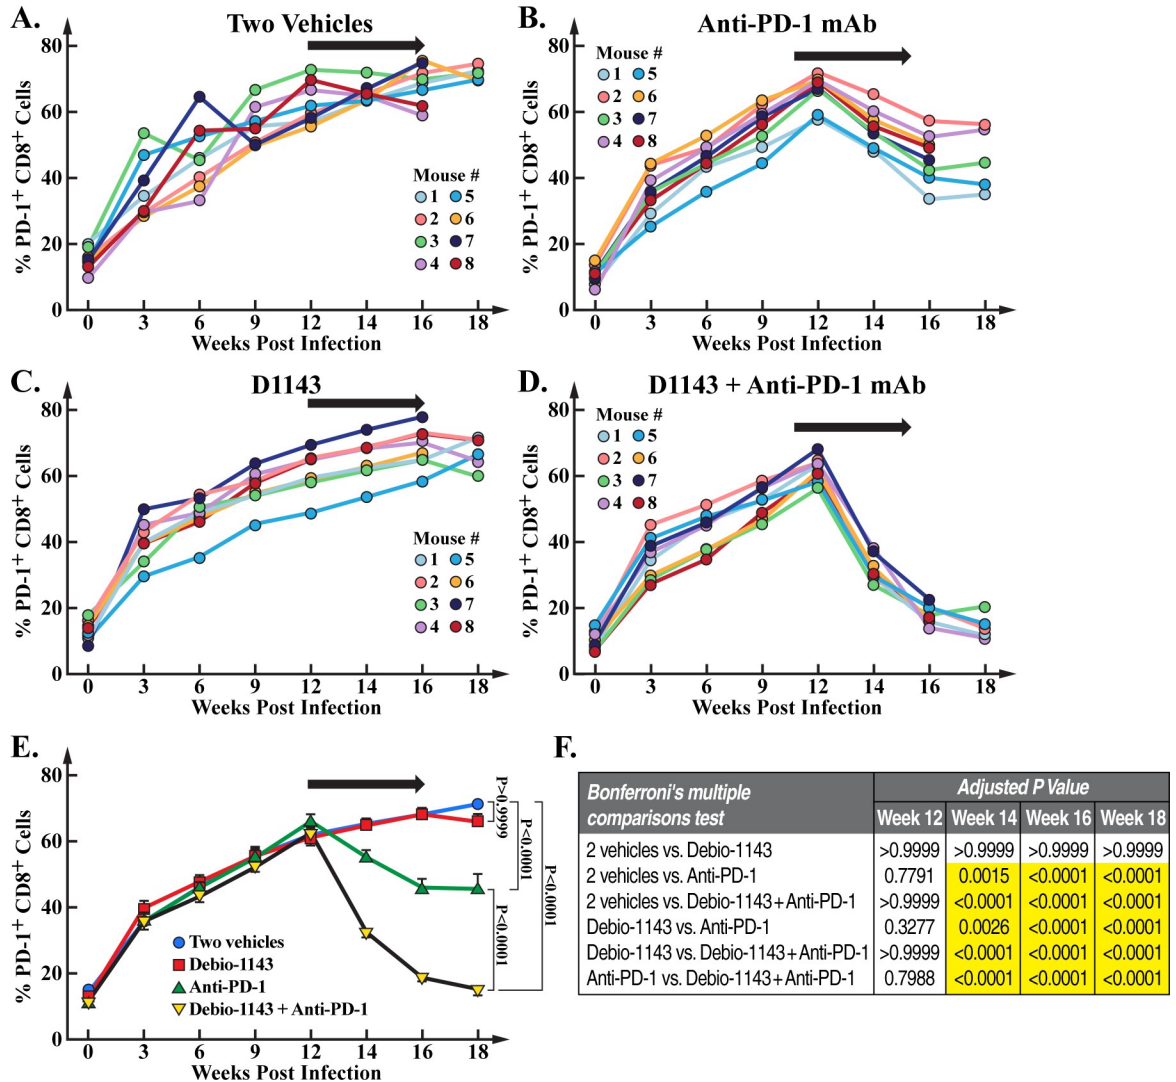 A.
Two Vehicles
% PD-1+ CD8+ Cells
80
60
40
20
0
Mouse #
1 5
2 6
3 7
4 8
0 3 6 9 12 14 16 18
Weeks Post Infection
B.
Anti-PD-1 mAb
% PD-1+ CD8+ Cells
80
60
40
20
0
Mouse #
1 5
2 6
3 7
4 8
0 3 6 9 12 14 16 18
Weeks Post Infection
C.
D1143
% PD-1+ CD8+ Cells
80
60
40
20
0
Mouse #
1 5
2 6
3 7
4 8
0 3 6 9 12 14 16 18
Weeks Post Infection
D.
D1143 + Anti-PD-1 mAb
% PD-1+ CD8+ Cells
80
60
40
20
0
Mouse #
1 5
2 6
3 7
4 8
0 3 6 9 12 14 16 18
Weeks Post Infection
E.
% PD-1+ CD8+ Cells
80
60
40
20
0
P>0.9999
P<0.0001
P<0.0001
P<0.0001
Two vehicles
Debio-1143
Anti-PD-1
Debio-1143 + Anti-PD-1
0 3 6 9 12 14 16 18
Weeks Post Infection
F.
Bonferroni's multiple comparisons test Adjusted P Value
Week 12 Week 14 Week 16 Week 18
2 vehicles vs. Debio-1143 >0.9999 >0.9999 >0.9999 >0.9999
2 vehicles vs. Anti-PD-1 0.7791 0.0015 <0.0001 <0.0001
2 vehicles vs. Debio-1143+Anti-PD-1 >0.9999 <0.0001 <0.0001 <0.0001
Debio-1143 vs. Anti-PD-1 0.3277 0.0026 <0.0001 <0.0001
Debio-1143 vs. Debio-1143+Anti-PD-1 >0.9999 <0.0001 <0.0001 <0.0001
Anti-PD-1 vs. Debio-1143+Anti-PD-1 0.7988 <0.0001 <0.0001 <0.0001